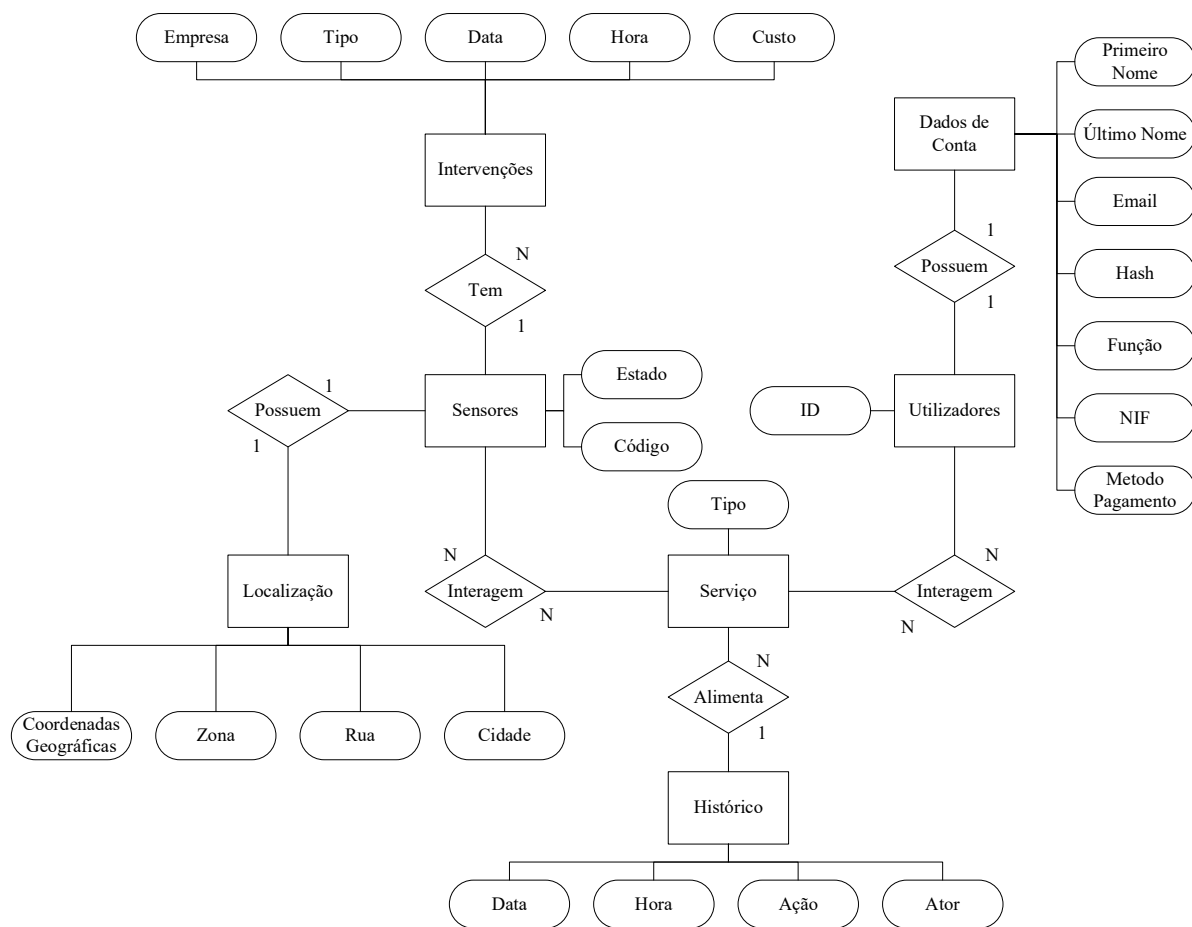 Empresa
Tipo
Data
Hora
Custo
Primeiro
Nome
Dados de
Conta
Último Nome
Intervenções
Email
N
1
Tem
Possuem
Hash
1
1
Função
Estado
1
Possuem
Sensores
ID
Utilizadores
1
NIF
Código
Tipo
Metodo
Pagamento
N
N
Localização
Interagem
Serviço
Interagem
N
N
N
Alimenta
Coordenadas
Geográficas
Zona
Rua
Cidade
1
Histórico
Data
Hora
Ação
Ator